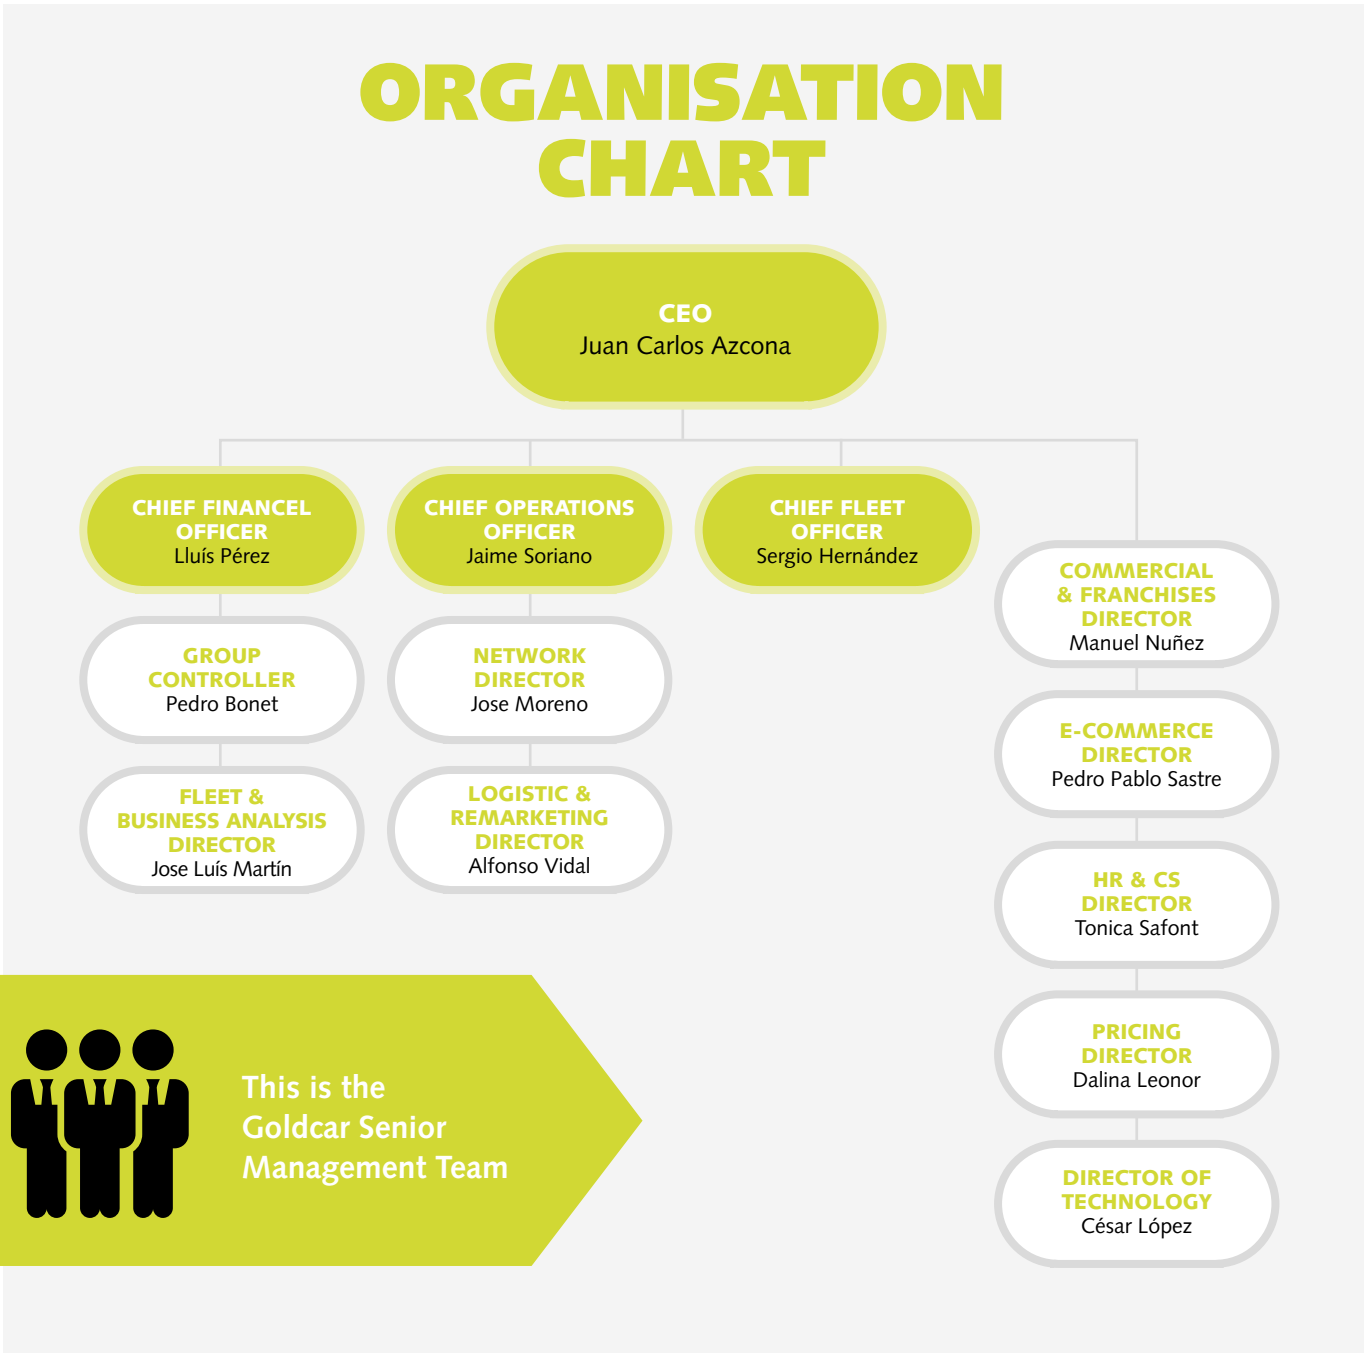 ORGANISATION
CHART
CEO
Juan Carlos Azcona
CHIEF FINANCEL
OFFICER
Lluís Pérez
CHIEF OPERATIONS
OFFICER
Jaime Soriano
CHIEF FLEET
OFFICER
Sergio Hernández
GROUP
CONTROLLER
Pedro Bonet
NETWORK
DIRECTOR
Jose Moreno
FLEET &
BUSINESS ANALYSIS
DIRECTOR
Jose Luís Martín
LOGISTIC &
REMARKETING
DIRECTOR
Alfonso Vidal
COMMERCIAL
& FRANCHISES
DIRECTOR
Manuel Nuñez
E-COMMERCE
DIRECTOR
Pedro Pablo Sastre
HR & CS
DIRECTOR
Tonica Safont
PRICING
DIRECTOR
Dalina Leonor
DIRECTOR OF
TECHNOLOGY
César López
This is the
Goldcar Senior
Management Team